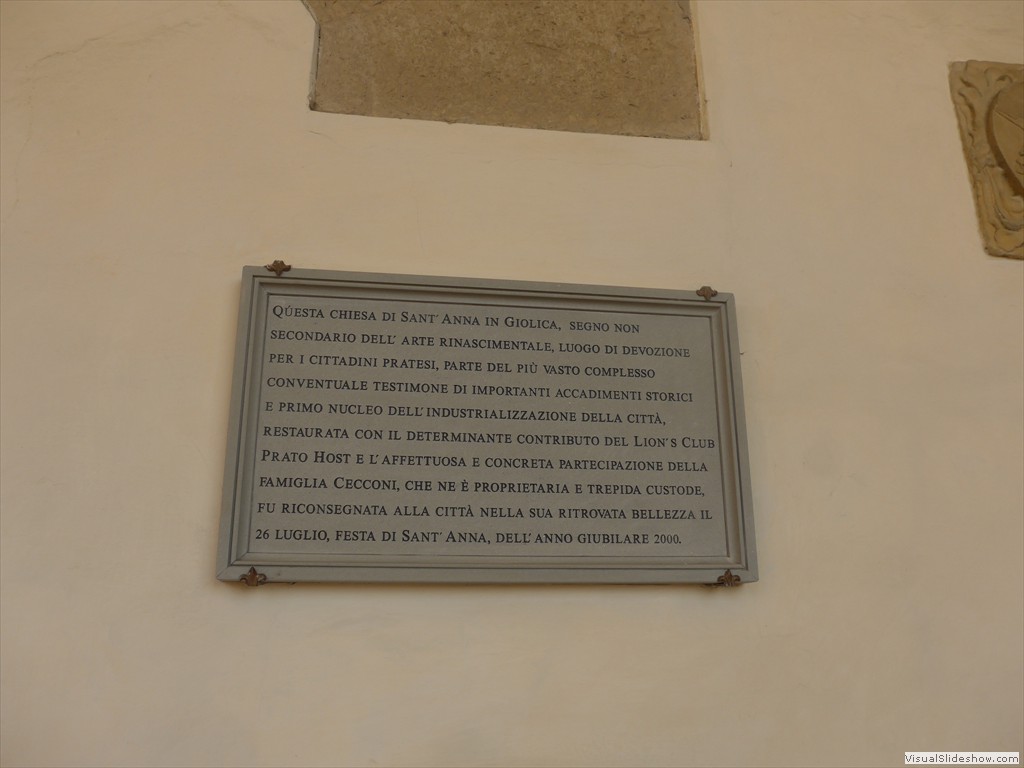 QUESTA CHIESA DI SANT'ANNA IN GIOLICA, SEGNO NON
SECONDARIO DELL'ARTE RINASCIMENTALE, LUOGO DI DEVOZIONE
PER I CITTADINI PRATESI, PARTE DEL PIÙ VASTO COMPLESSO
CONVENTUALE TESTIMONE DI IMPORTANTI ACCADIMENTI STORICI
E PRIMO NUCLEO DELL'INDUSTRIALIZZAZIONE DELLA CITTÀ,
RESTAURATA CON IL DETERMINANTE CONTRIBUTO DEL LION'S CLUB
PRATO HOST E L'AFFETTUOSA E CONCRETA PARTECIPAZIONE DELLA
FAMIGLIA CECCONI, CHE NE È PROPRIETARIA E TREPIDA CUSTODE,
FU RICONSEGNATA ALLA CITTÀ NELLA SUA RITROVATA BELLEZZA IL
26 LUGLIO, FESTA DI SANT'ANNA, DELL'ANNO GIUBILARE 2000.
VisualSlideshow.com